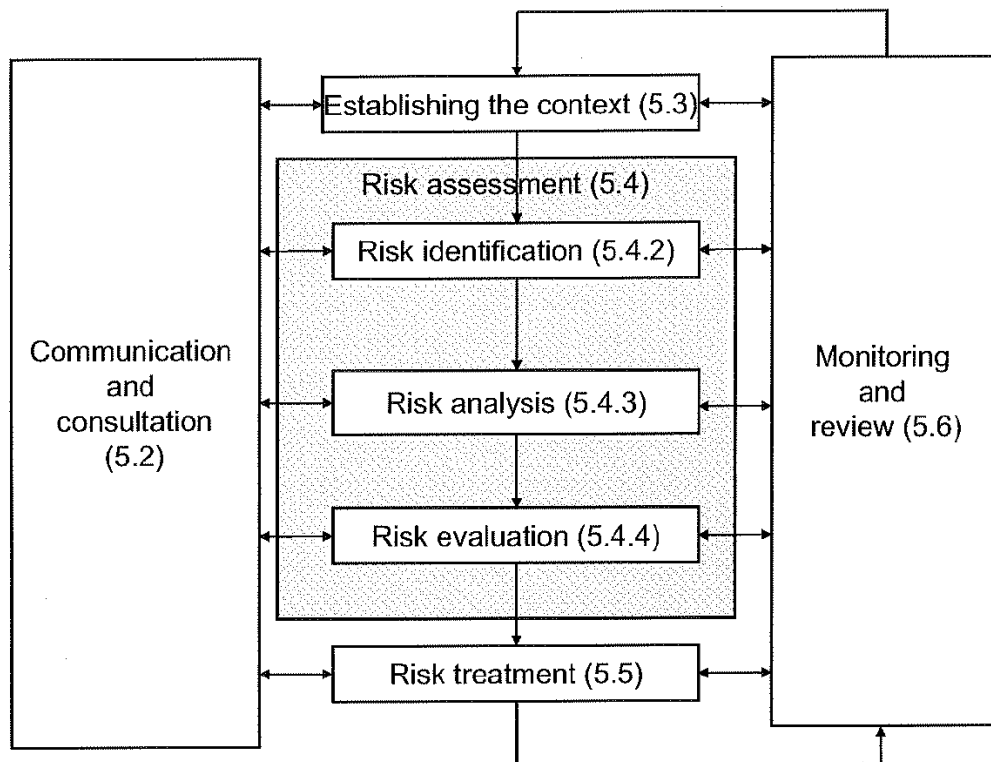 Establishing the context (5.3)
Risk assessment (5.4)
Risk identification (5.4.2)
Communication
and
consultation
(5.2)
Monitoring
and
review (5.6)
Risk analysis (5.4.3)
Risk evaluation (5.4.4)
Risk treatment (5.5)